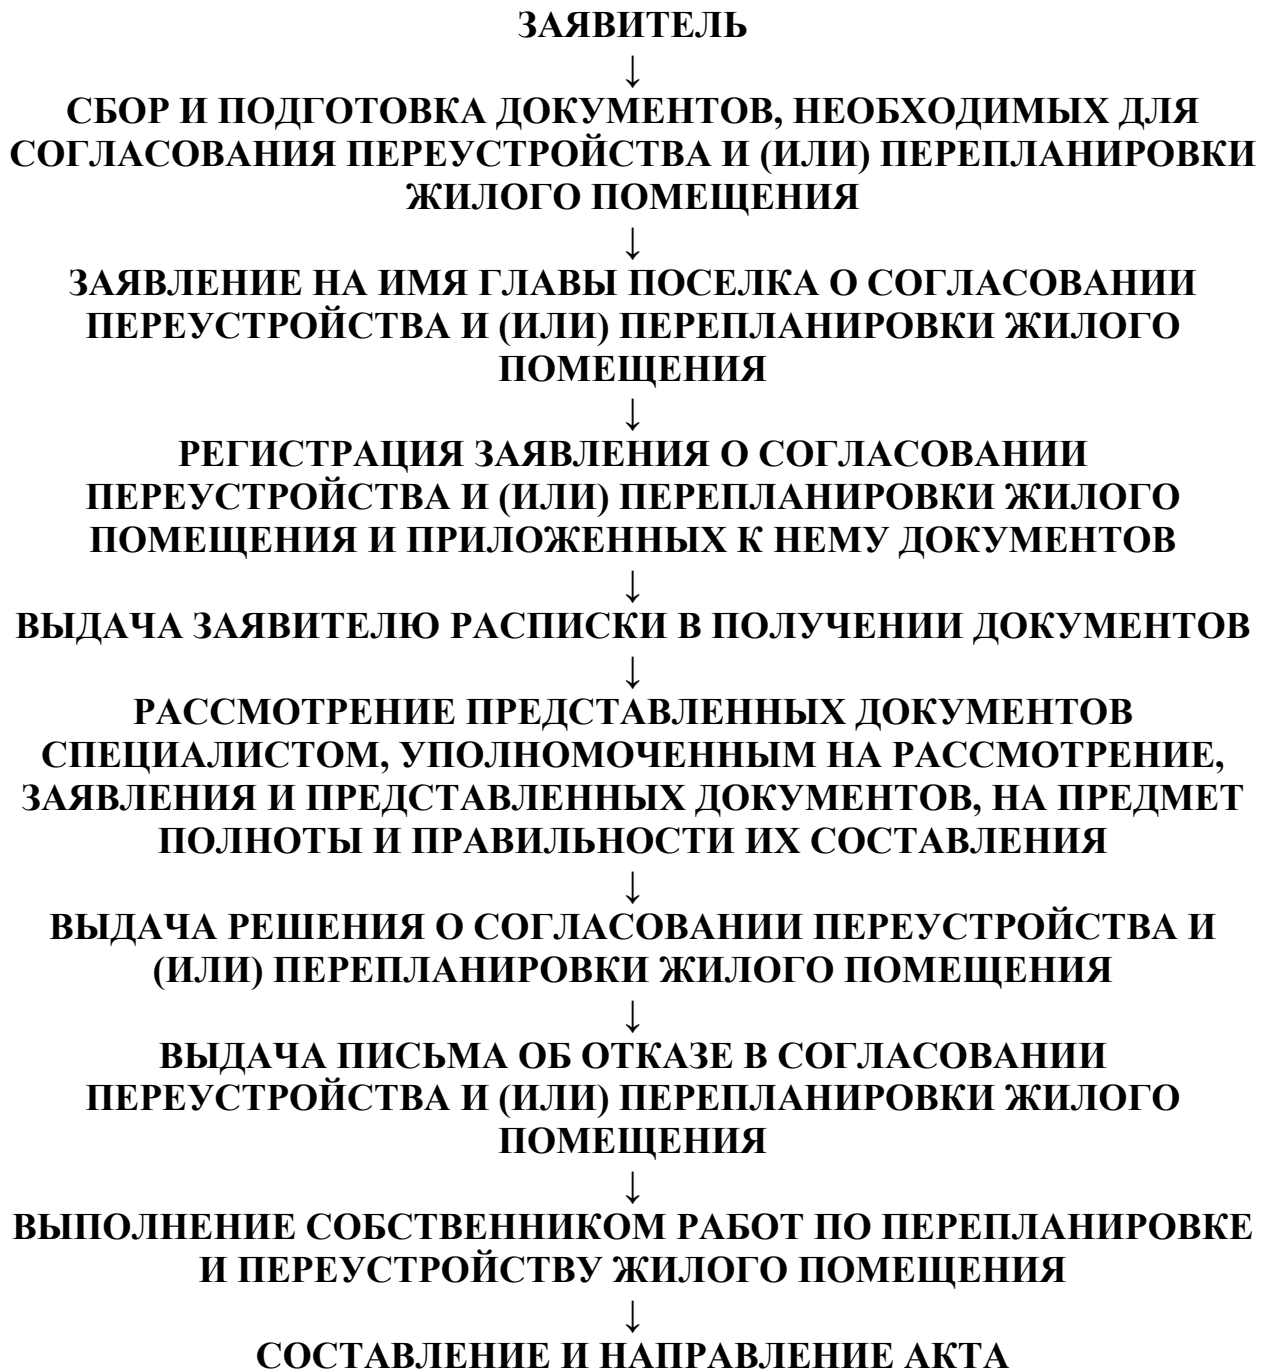 ЗАЯВИТЕЛЬ
↓
СБОР И ПОДГОТОВКА ДОКУМЕНТОВ, НЕОБХОДИМЫХ ДЛЯ
СОГЛАСОВАНИЯ ПЕРЕУСТРОЙСТВА И (ИЛИ) ПЕРЕПЛАНИРОВКИ
ЖИЛОГО ПОМЕЩЕНИЯ
↓
ЗАЯВЛЕНИЕ НА ИМЯ ГЛАВЫ ПОСЕЛКА О СОГЛАСОВАНИИ
ПЕРЕУСТРОЙСТВА И (ИЛИ) ПЕРЕПЛАНИРОВКИ ЖИЛОГО
ПОМЕЩЕНИЯ
↓
РЕГИСТРАЦИЯ ЗАЯВЛЕНИЯ О СОГЛАСОВАНИИ
ПЕРЕУСТРОЙСТВА И (ИЛИ) ПЕРЕПЛАНИРОВКИ ЖИЛОГО
ПОМЕЩЕНИЯ И ПРИЛОЖЕННЫХ К НЕМУ ДОКУМЕНТОВ
↓
ВЫДАЧА ЗАЯВИТЕЛЮ РАСПИСКИ В ПОЛУЧЕНИИ ДОКУМЕНТОВ
↓
РАССМОТРЕНИЕ ПРЕДСТАВЛЕННЫХ ДОКУМЕНТОВ
СПЕЦИАЛИСТОМ, УПОЛНОМОЧЕННЫМ НА РАССМОТРЕНИЕ,
ЗАЯВЛЕНИЯ И ПРЕДСТАВЛЕННЫХ ДОКУМЕНТОВ, НА ПРЕДМЕТ
ПОЛНОТЫ И ПРАВИЛЬНОСТИ ИХ СОСТАВЛЕНИЯ
↓
ВЫДАЧА РЕШЕНИЯ О СОГЛАСОВАНИИ ПЕРЕУСТРОЙСТВА И
(ИЛИ) ПЕРЕПЛАНИРОВКИ ЖИЛОГО ПОМЕЩЕНИЯ
↓
ВЫДАЧА ПИСЬМА ОБ ОТКАЗЕ В СОГЛАСОВАНИИ
ПЕРЕУСТРОЙСТВА И (ИЛИ) ПЕРЕПЛАНИРОВКИ ЖИЛОГО
ПОМЕЩЕНИЯ
↓
ВЫПОЛНЕНИЕ СОБСТВЕННИКОМ РАБОТ ПО ПЕРЕПЛАНИРОВКЕ
И ПЕРЕУСТРОЙСТВУ ЖИЛОГО ПОМЕЩЕНИЯ
↓
СОСТАВЛЕНИЕ И НАПРАВЛЕНИЕ АКТА